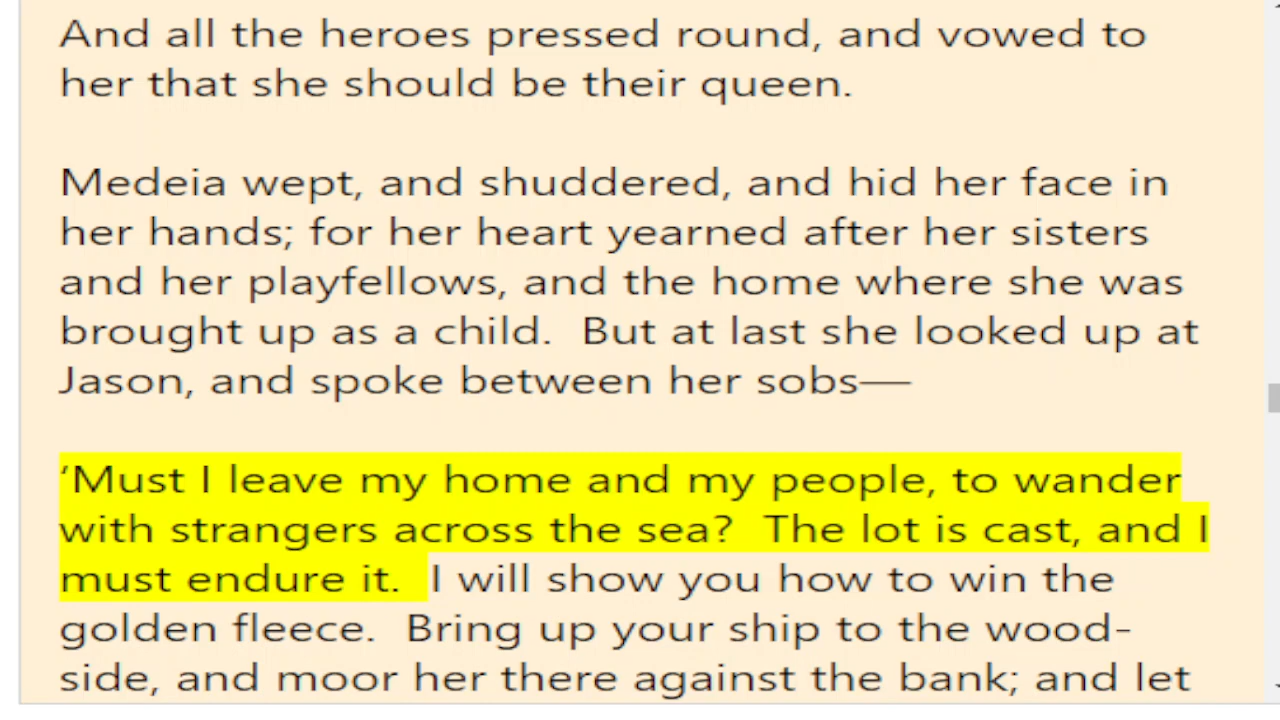 And all the heroes pressed round, and vowed to
her that she should be their queen.
Medeia wept, and shuddered, and hid her face in
her hands; for her heart yearned after her sisters
and her playfellows, and the home where she was
brought up as a child.  But at last she looked up at
Jason, and spoke between her sobs—
‘Must I leave my home and my people, to wander
with strangers across the sea?  The lot is cast, and I
must endure it.  I will show you how to win the
golden fleece.  Bring up your ship to the wood-
side, and moor her there against the bank; and let